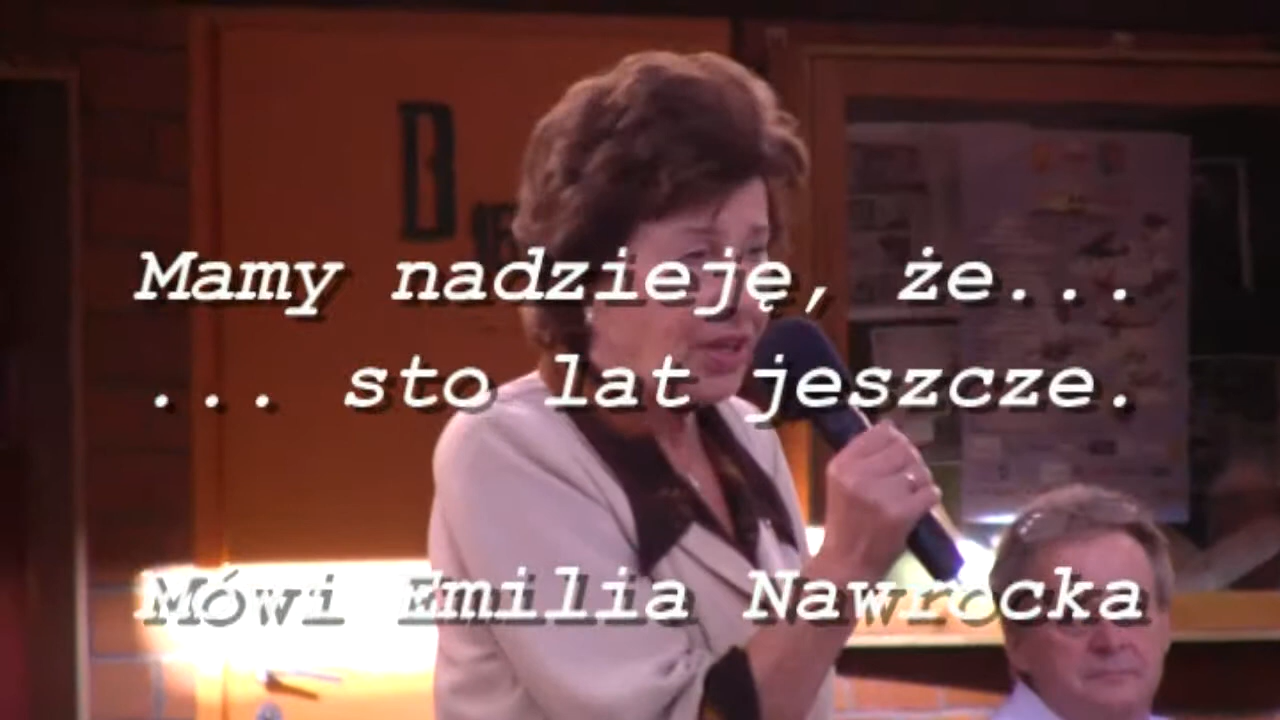 Mamy nadzieję, że...
... sto lat jeszcze.
Mówi Emilia Nawrocka